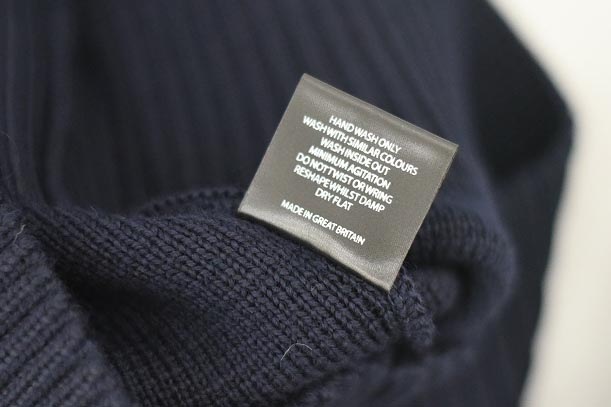 HAND WASH ONLY
WASH WITH SIMILAR COLOURS
WASH INSIDE OUT
MINIMUM AGITATION
DO NOT TWIST OR WRING
RESHAPE WHILST DAMP
DRY FLAT
MADE IN GREAT BRITAIN